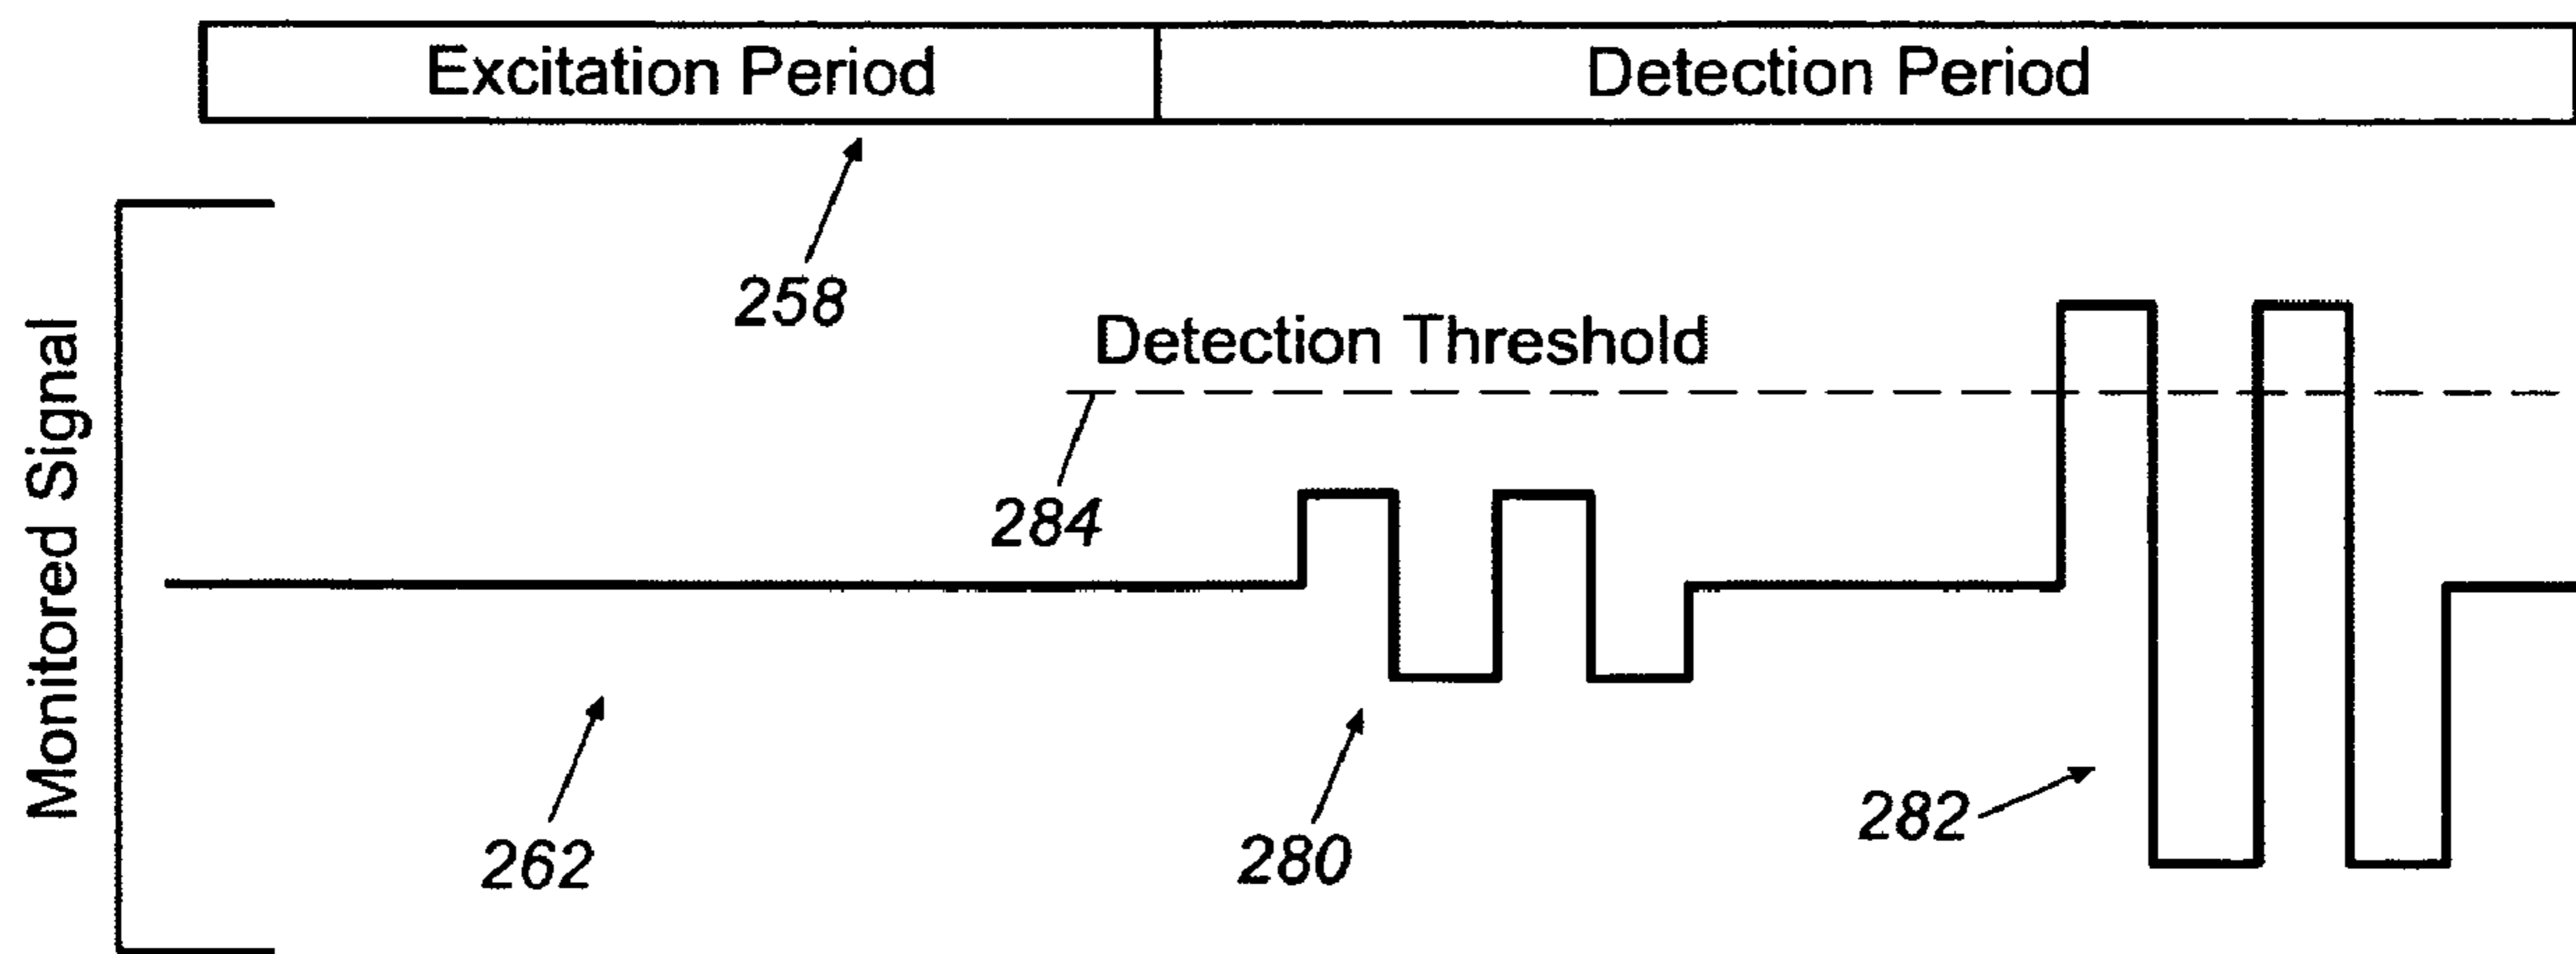 Excitation Period
Detection Period
258
Detection Threshold
284
Monitored Signal
262
280
282